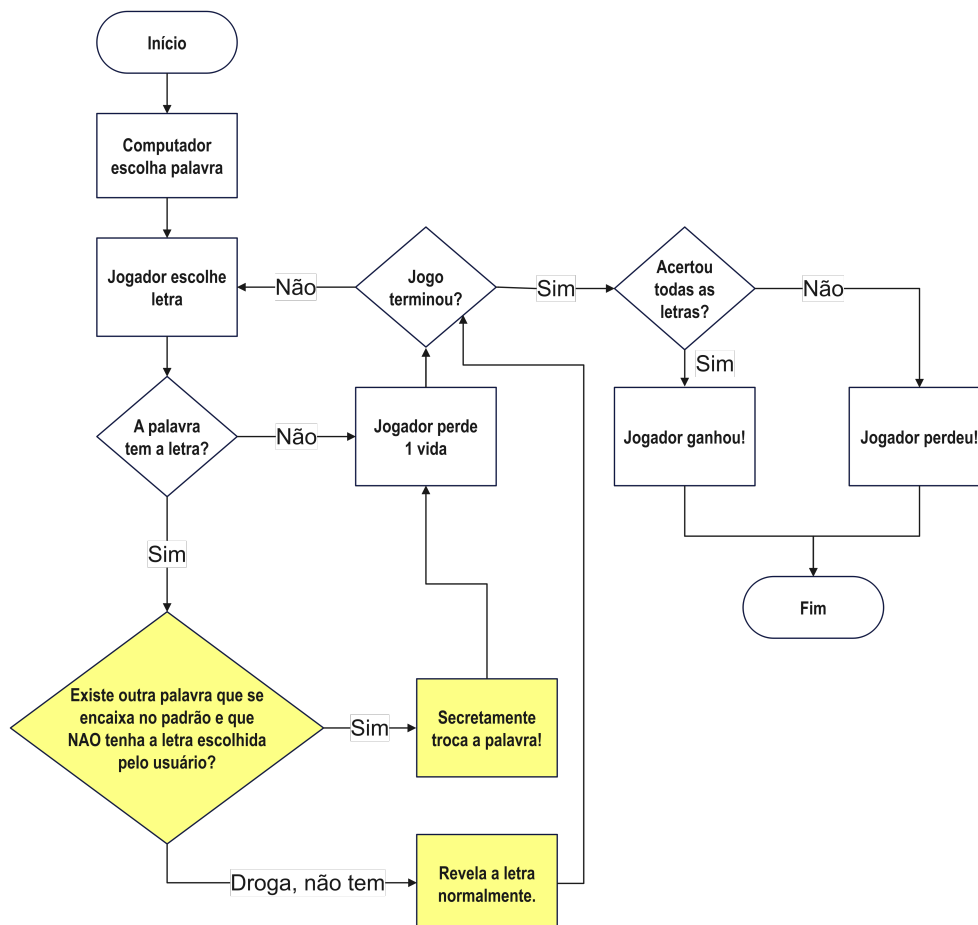 Início
Computador
escolha palavra
Jogador escolhe
letra
Não
Jogo
terminou?
Sim
Acertou
todas as
letras?
Não
Sim
A palavra
tem a letra?
Não
Jogador perde
1 vida
Jogador ganhou!
Jogador perdeu!
Sim
Fim
Existe outra palavra que se
encaixa no padrão e que
NAO tenha a letra escolhida
pelo usuário?
Sim
Secretamente
troca a palavra!
Droga, não tem
Revela a letra
normalmente.